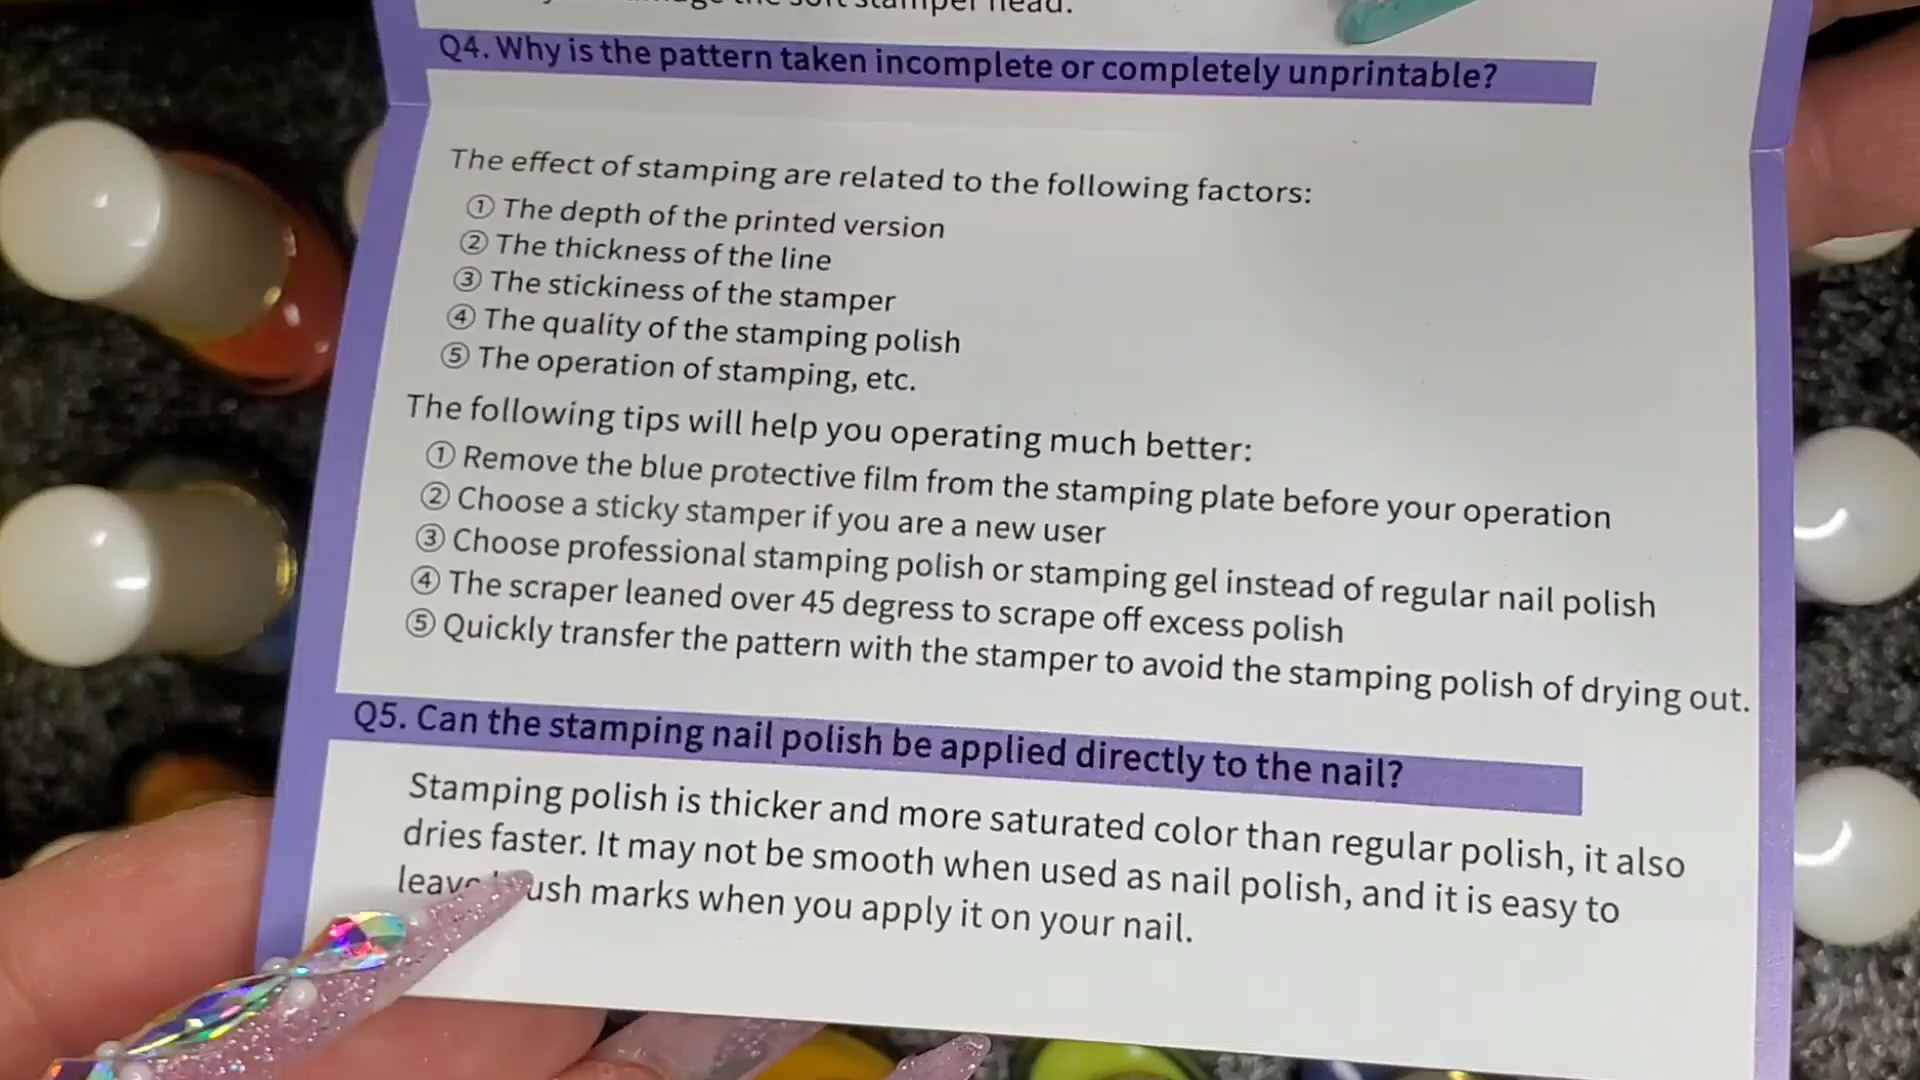 the soft stamper head.
Q4. Why is the pattern taken incomplete or completely unprintable?
The effect of stamping are related to the following factors:
① The depth of the printed version
② The thickness of the line
③ The stickiness of the stamper
④ The quality of the stamping polish
⑤ The operation of stamping, etc.
The following tips will help you operating much better:
① Remove the blue protective film from the stamping plate before your operation
② Choose a sticky stamper if you are a new user
③ Choose professional stamping polish or stamping gel instead of regular nail polish
④ The scraper leaned over 45 degress to scrape off excess polish
⑤ Quickly transfer the pattern with the stamper to avoid the stamping polish of drying out.
Q5. Can the stamping nail polish be applied directly to the nail?
Stamping polish is thicker and more saturated color than regular polish, it also
dries faster. It may not be smooth when used as nail polish, and it is easy to
leave brush marks when you apply it on your nail.